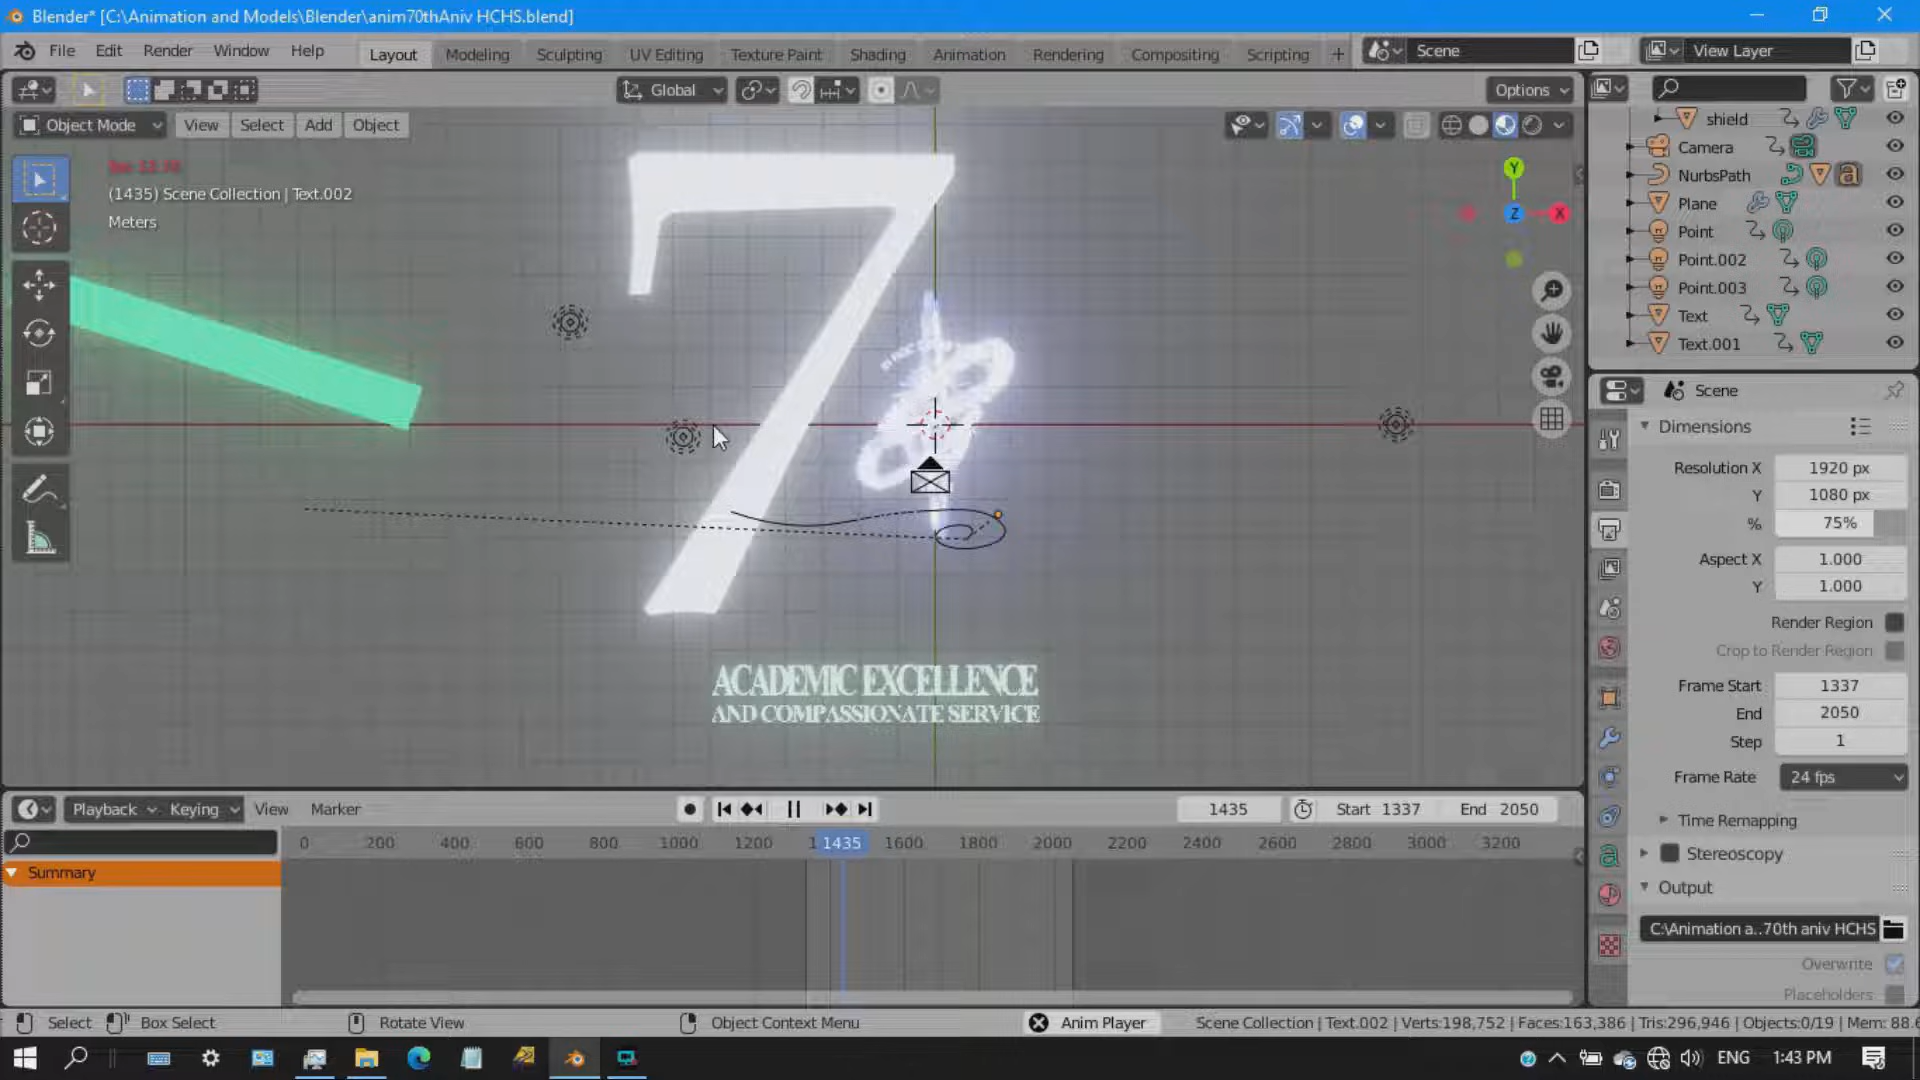 Blender* [C:\Animation and Models\Blender\anim70thAniv HCHS.blend]
File Edit Render Window Help
Layout Modeling Sculpting UV Editing Texture Paint Shading Animation Rendering Compositing Scripting +
Scene
View Layer
Global
Options
Object Mode View Select Add Object
(1435) Scene Collection | Text.002
Meters
7
Y
Z
X
ACADEMIC EXCELLENCE
AND COMPASSIONATE SERVICE
shield
Camera
NurbsPath
Plane
Point
Point.002
Point.003
Text
Text.001
Scene
Dimensions
Resolution X 1920 px
Y 1080 px
% 75%
Aspect X 1.000
Y 1.000
Render Region
Crop to Render Region
Frame Start 1337
End 2050
Step 1
Frame Rate 24 fps
Time Remapping
Stereoscopy
Output
C:\Animation a..70th aniv HCHS
Overwrite
Placeholders
Playback Keying View Marker
1435 Start 1337 End 2050
0 200 400 600 800 1000 1200 1435 1600 1800 2000 2200 2400 2600 2800 3000 3200
Summary
Select Box Select Rotate View Object Context Menu Anim Player
Scene Collection | Text.002 | Verts:198,752 | Faces:163,386 | Tris:296,946 | Objects:0/19 | Mem: 88.
ENG 1:43 PM